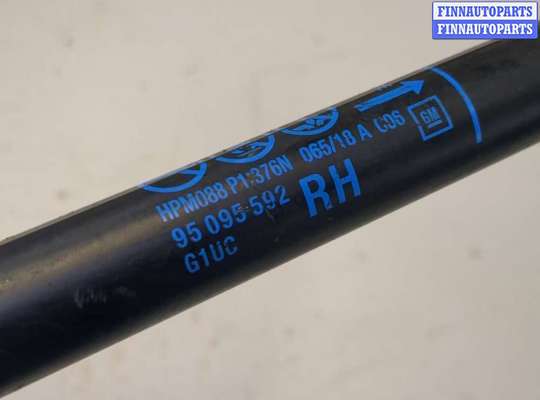 FINNAUTOPARTS
FINNAUTOPARTS
HPM088 P1:376N 065/18 A C06
GM
95 095-592 RH
G1UC